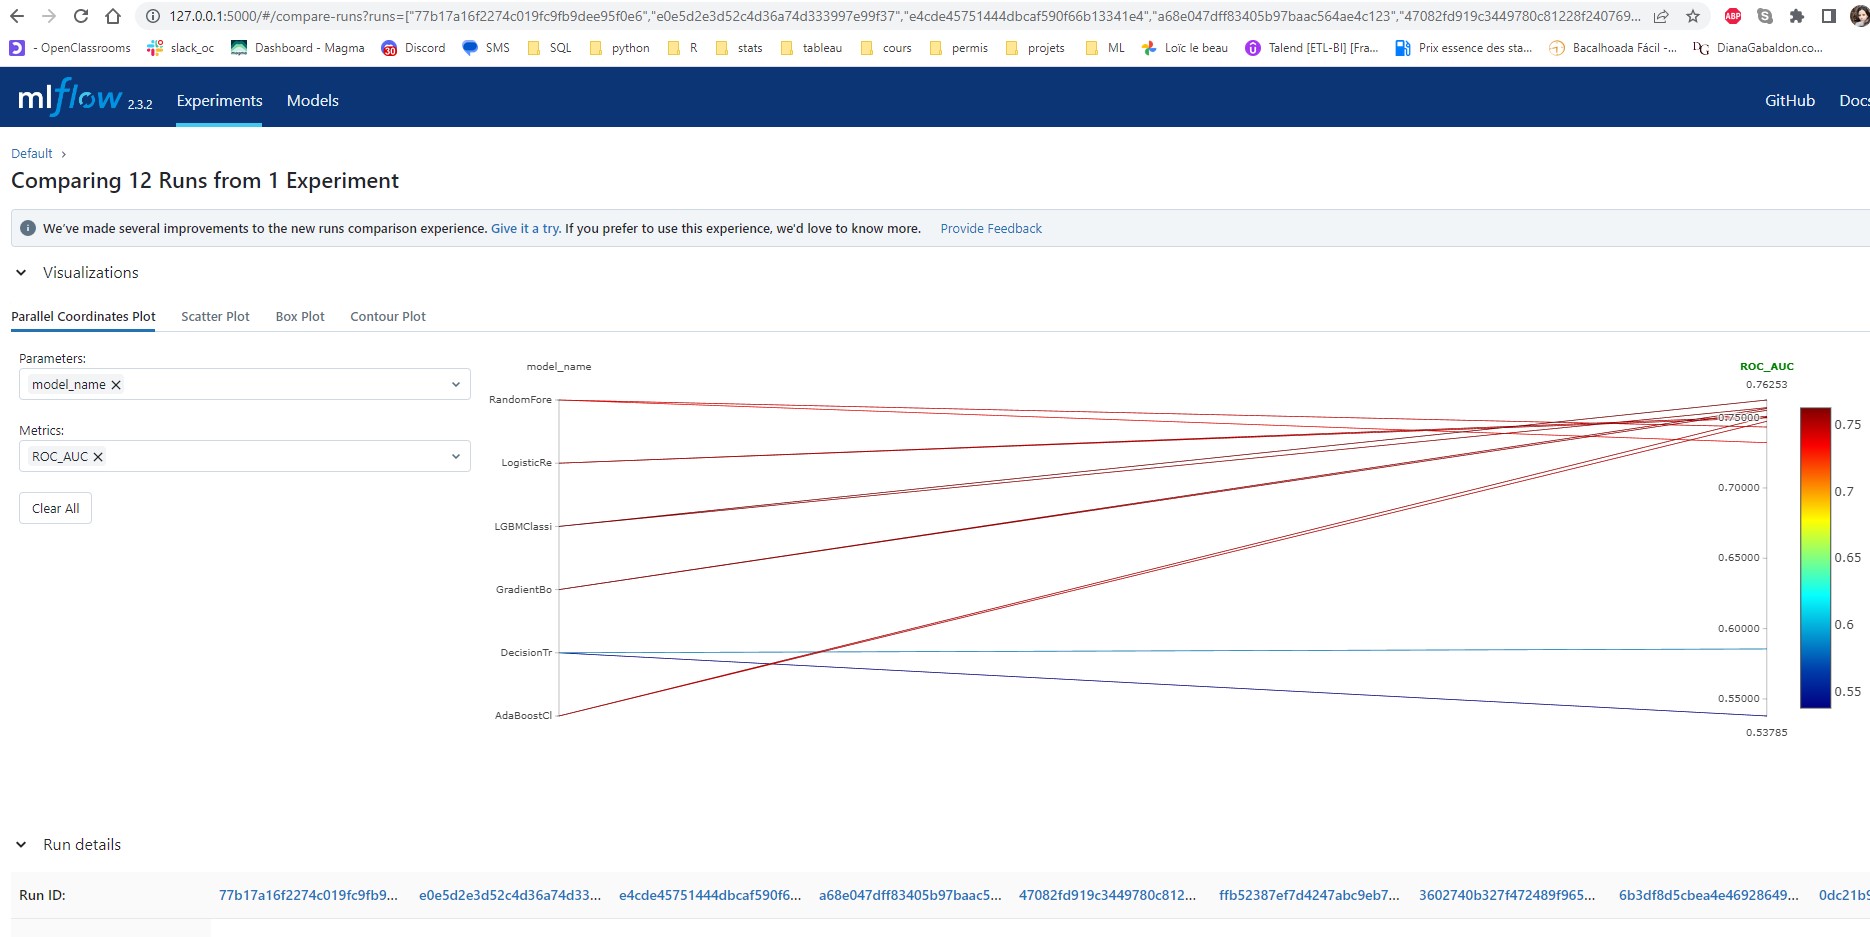 127.0.0.1:5000/#/compare-runs?runs=["77b17a16f2274c019fc9fb9dee95f0e6","e0e5d2e3d52c4d36a74d333997e99f37","e4cde45751444dbcaf590f66b13341e4","a68e047dff83405b97baac564ae4c123","47082fd919c3449780c81228f240769...
ABP
- OpenClassrooms slack_oc Dashboard - Magma 30 Discord SMS SQL python R stats tableau cours permis projets ML Loïc le beau Talend [ETL-BI] [Fra... Prix essence des sta... Bacalhoada Fácil -... DG DianaGabaldon.co...
mlflow 2.3.2 Experiments Models GitHub Docs
Default ›
Comparing 12 Runs from 1 Experiment
We've made several improvements to the new runs comparison experience. Give it a try. If you prefer to use this experience, we'd love to know more. Provide Feedback
Visualizations
Parallel Coordinates Plot Scatter Plot Box Plot Contour Plot
Parameters:
model_name
Metrics:
ROC_AUC
Clear All
model_name
RandomFore
LogisticRe
LGBMClassi
GradientBo
DecisionTr
AdaBoostCl
ROC_AUC
0.76253
0.75000
0.70000
0.65000
0.60000
0.55000
0.53785
0.75
0.7
0.65
0.6
0.55
Run details
Run ID: 77b17a16f2274c019fc9fb9... e0e5d2e3d52c4d36a74d33... e4cde45751444dbcaf590f6... a68e047dff83405b97baac5... 47082fd919c3449780c812... ffb52387ef7d4247abc9eb7... 3602740b327f472489f965... 6b3df8d5cbea4e46928649... 0dc21b9